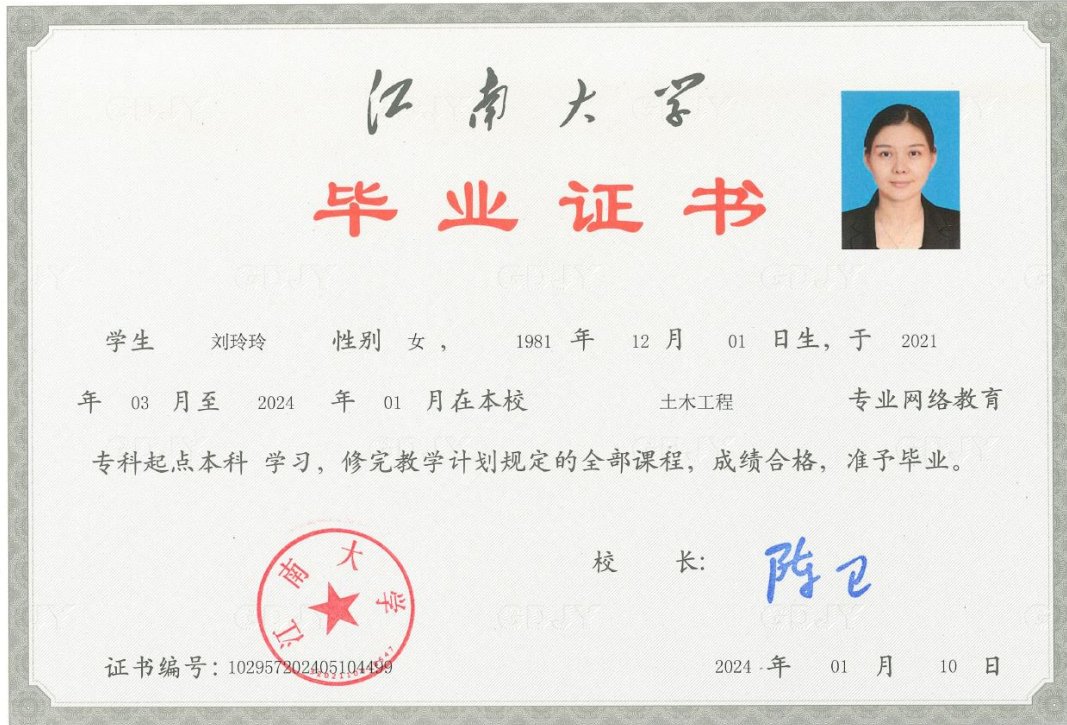 江南大学
毕业证书
学生 刘玲玲 性别 女 ， 1981 年 12 月 01 日生，于 2021
年 03 月至 2024 年 01 月在本校 土木工程 专业网络教育
专科起点本科 学习，修完教学计划规定的全部课程，成绩合格，准予毕业。
校 长： 陈卫
江南大学
证书编号：102957202405104499
2024 年 01 月 10 日